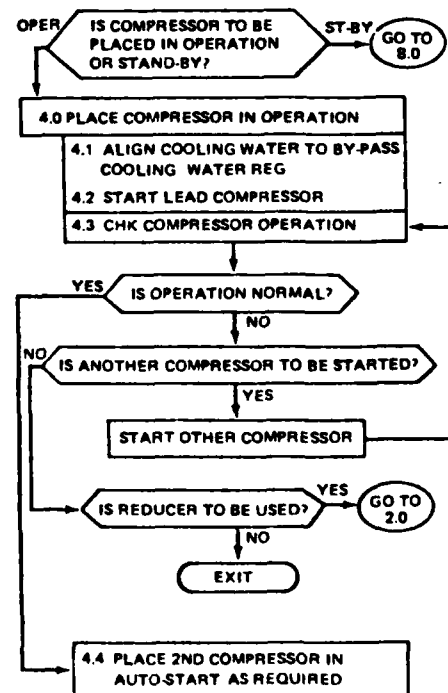 OPER
IS COMPRESSOR TO BE
PLACED IN OPERATION
OR STAND-BY?
ST-BY
GO TO
8.0
4.0 PLACE COMPRESSOR IN OPERATION
4.1 ALIGN COOLING WATER TO BY-PASS
COOLING WATER REG
4.2 START LEAD COMPRESSOR
4.3 CHK COMPRESSOR OPERATION
YES
IS OPERATION NORMAL?
NO
NO
IS ANOTHER COMPRESSOR TO BE STARTED?
YES
START OTHER COMPRESSOR
IS REDUCER TO BE USED?
YES
GO TO
2.0
NO
EXIT
4.4 PLACE 2ND COMPRESSOR IN
AUTO-START AS REQUIRED